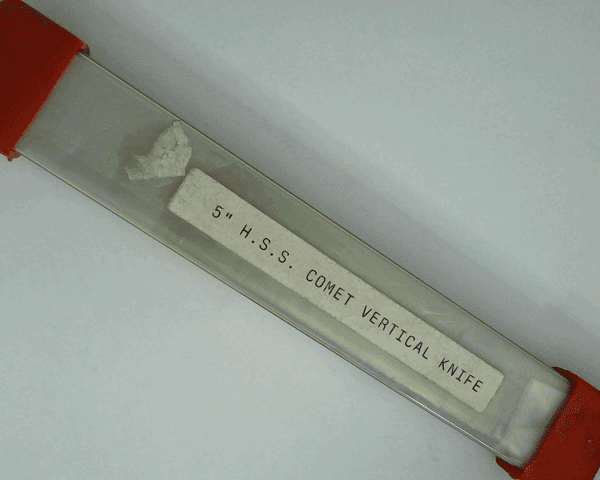 5" H.S.S. COMET VERTICAL KNIFE